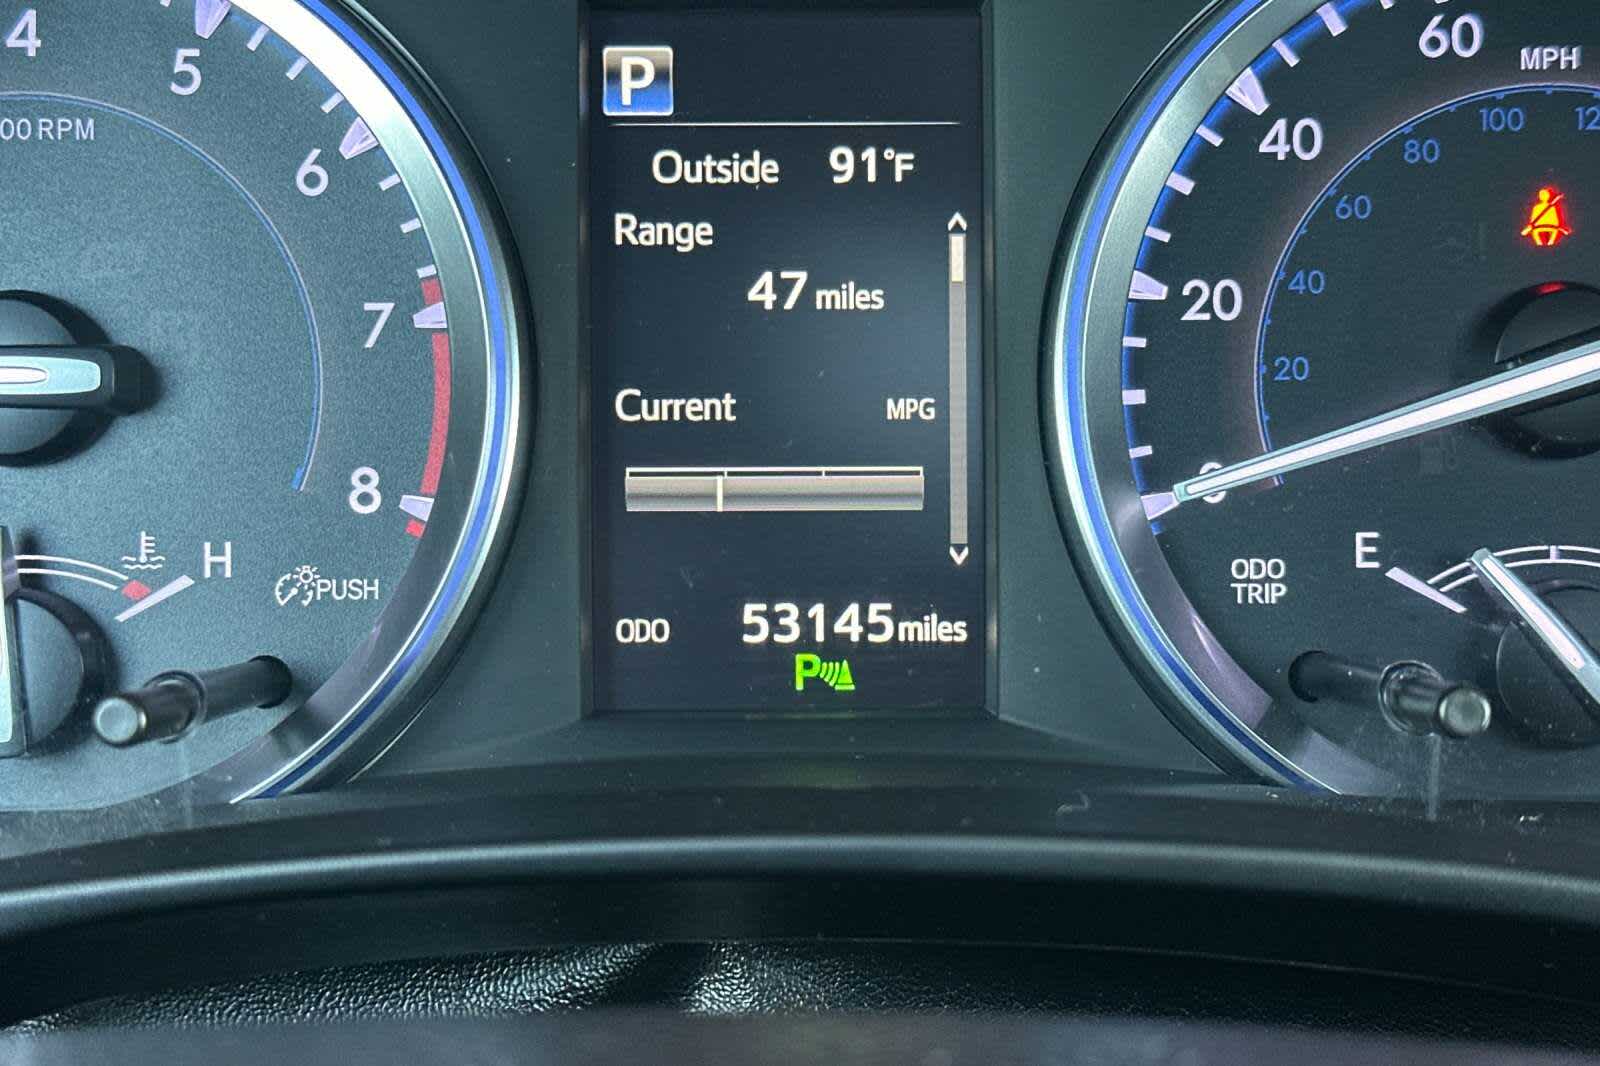 4
5
6
7
8
00 RPM
H
PUSH
P
Outside 91°F
Range
47 miles
Current MPG
ODO 53145 miles
P
60
MPH
40
20
100
80
60
40
20
ODO
TRIP
E